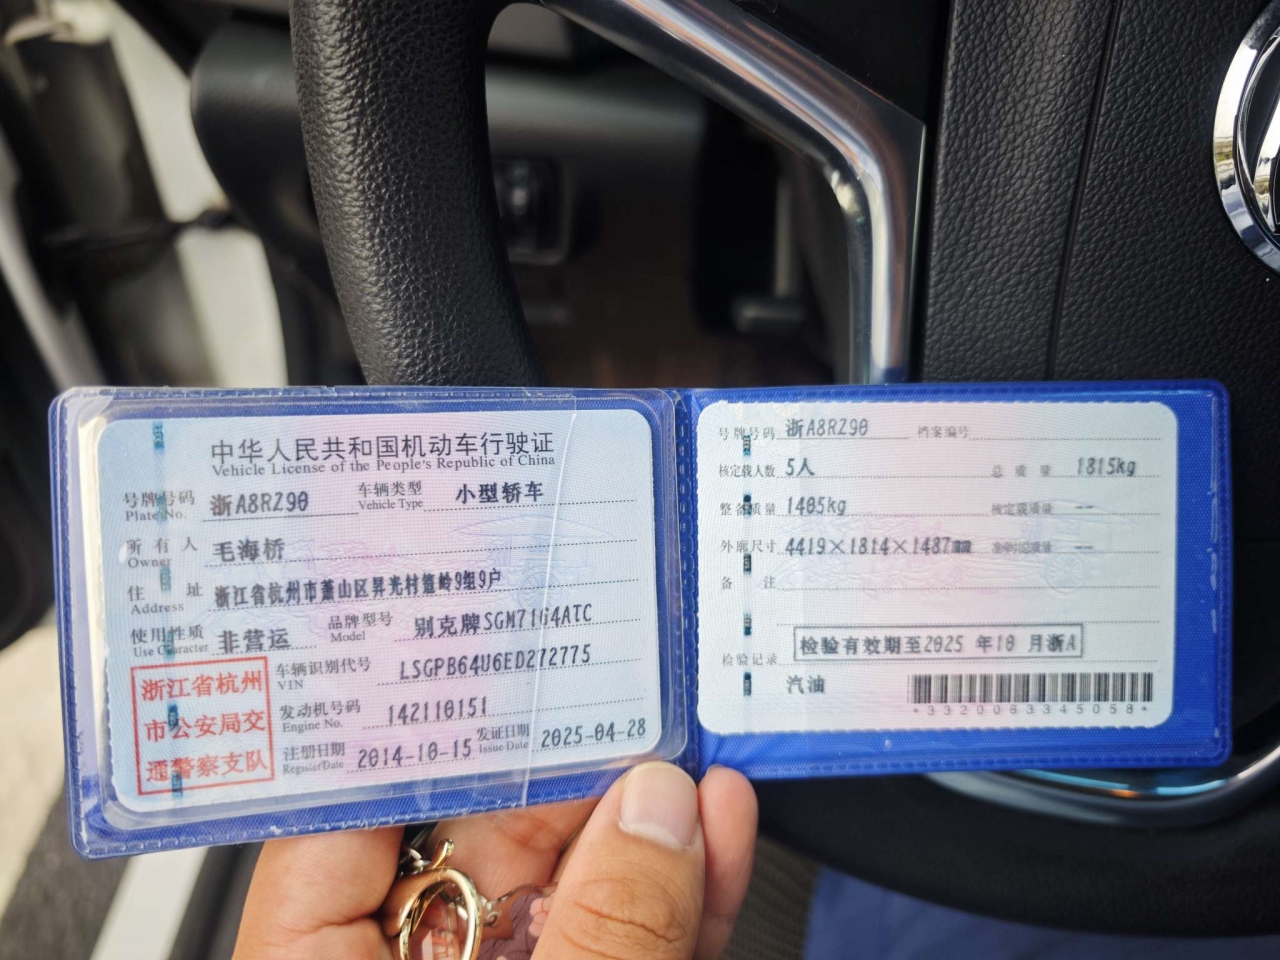 中华人民共和国机动车行驶证
Vehicle License of the People's Republic of China
号牌号码 浙A8RZ90 车辆类型 小型轿车
Plate No. Vehicle Type
所有人 毛海桥
Owner
住址 浙江省杭州市萧山区昇光村笪岭9组9户
Address
使用性质 非营运 品牌型号 别克牌SGM7164ATC
Use Character Model
浙江省杭州
市公安局交
通警察支队
车辆识别代号 LSGPB64U6ED272775
VIN
发动机号码 142110151
Engine No.
注册日期 2014-10-15 发证日期 2025-04-28
Register Date Issue Date
号牌号码 浙A8RZ90 档案编号
核定载人数 5人 总质量 1815kg
整备质量 1405kg 核定载质量 --
外廓尺寸 4419×1814×1487mm 准牵引总质量 --
备注
检验记录 检验有效期至2025年10月浙A
汽油
*3320063345058*